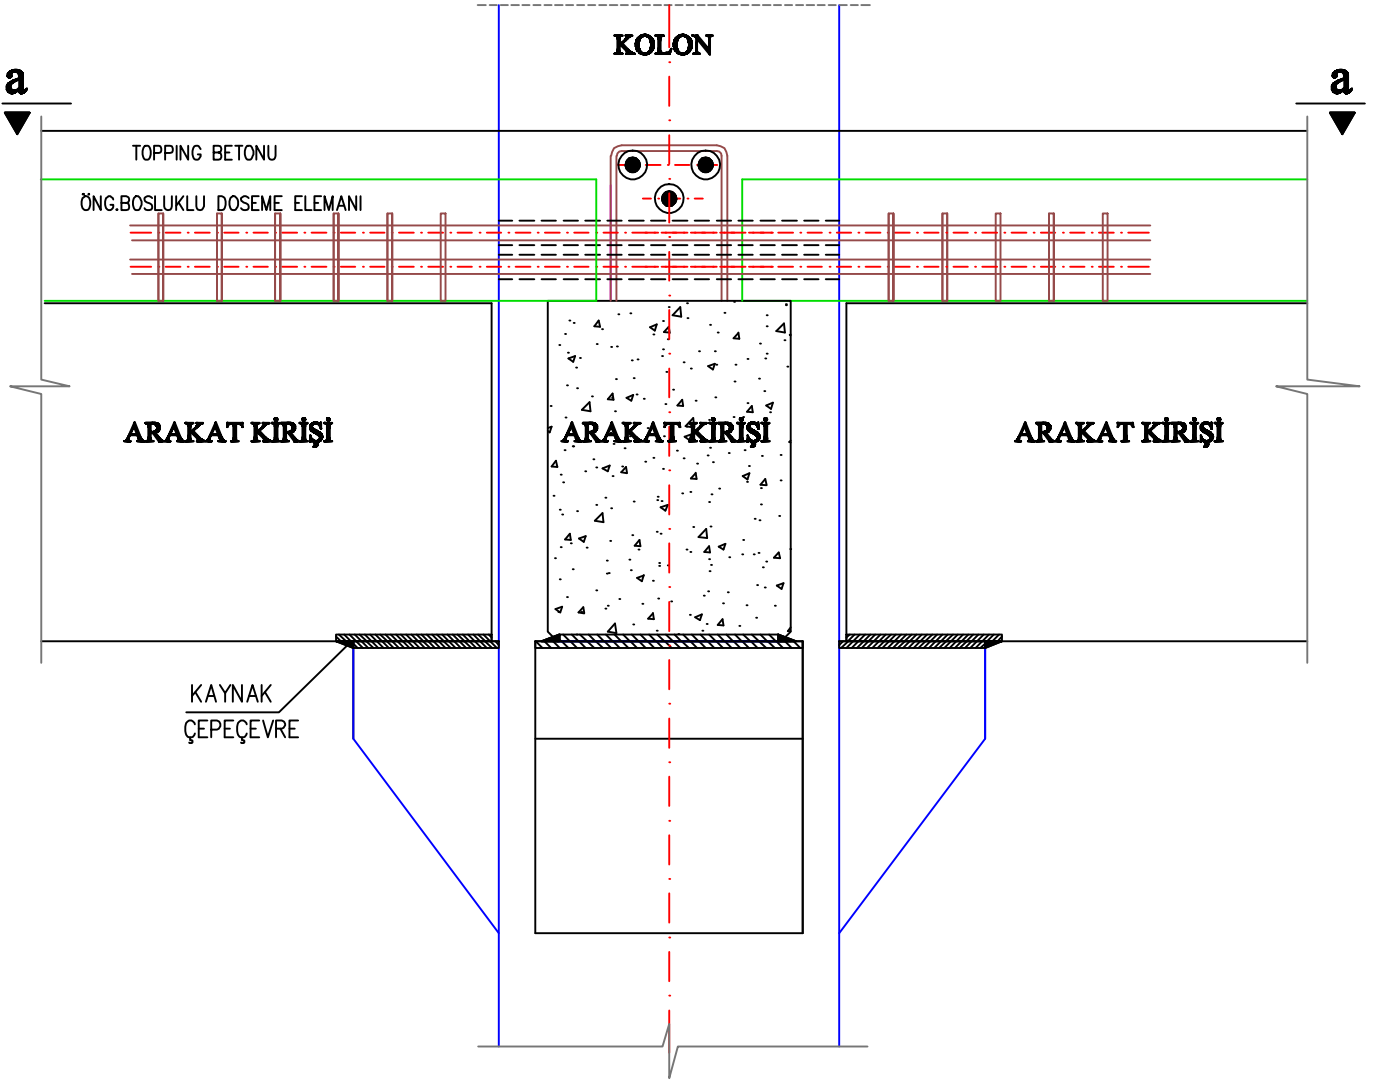 KOLON
a
a
TOPPING BETONU
ÖNG.BOSLUKLU DOSEME ELEMANI
ARAKAT KİRİŞİ
ARAKAT KİRİŞİ
ARAKAT KİRİŞİ
KAYNAK
ÇEPEÇEVRE